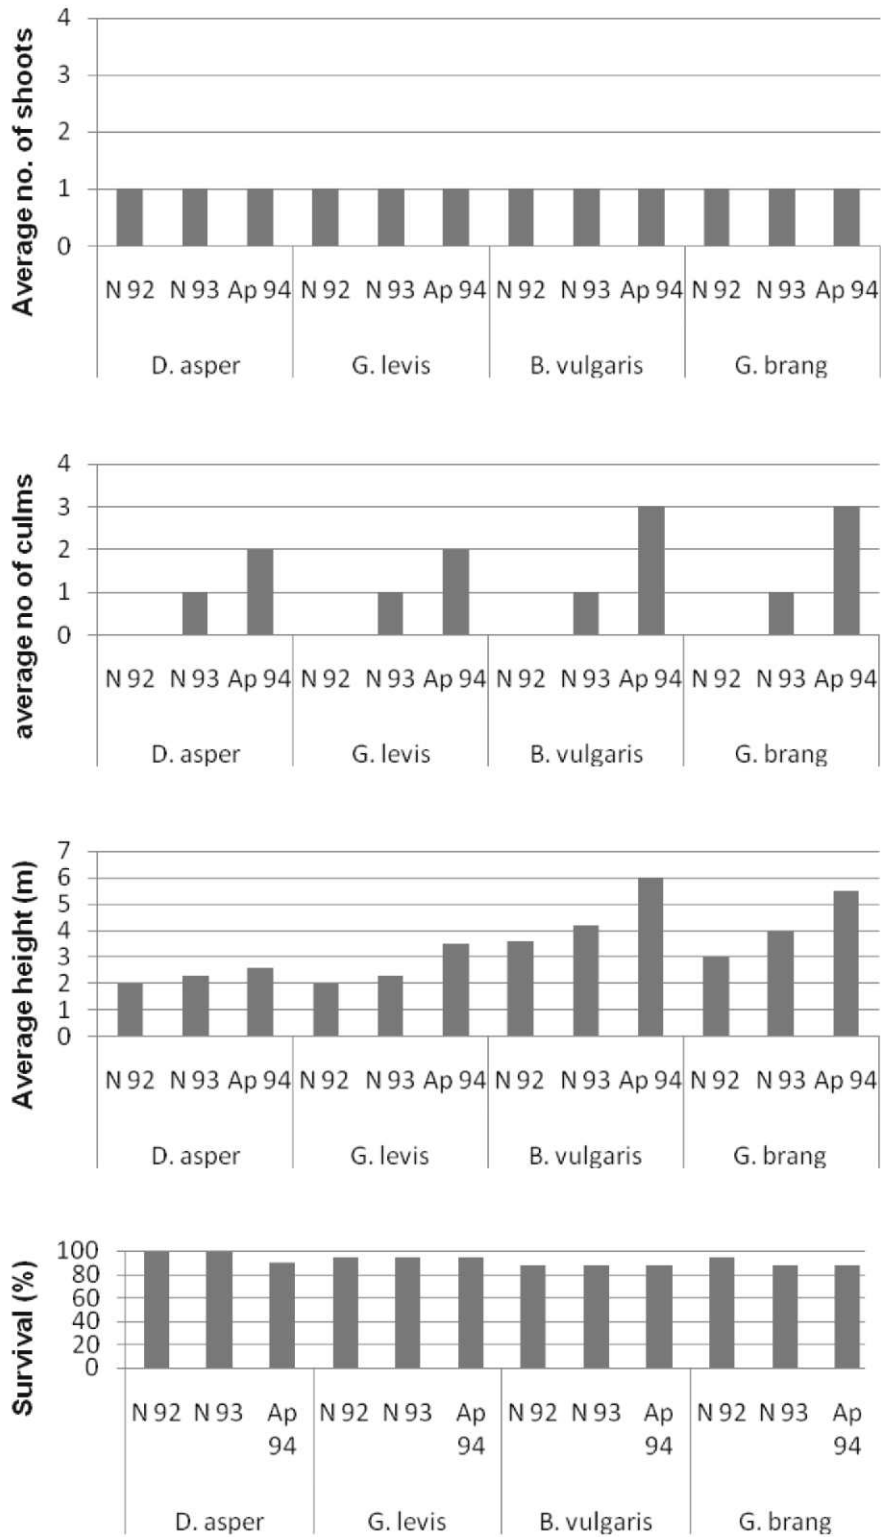 Average no. of shoots
4
3
2
1
0
N 92 N 93 Ap 94 N 92 N 93 Ap 94 N 92 N 93 Ap 94 N 92 N 93 Ap 94
D. asper G. levis B. vulgaris G. brang
average no of culms
4
3
2
1
0
N 92 N 93 Ap 94 N 92 N 93 Ap 94 N 92 N 93 Ap 94 N 92 N 93 Ap 94
D. asper G. levis B. vulgaris G. brang
Average height (m)
7
6
5
4
3
2
1
0
N 92 N 93 Ap 94 N 92 N 93 Ap 94 N 92 N 93 Ap 94 N 92 N 93 Ap 94
D. asper G. levis B. vulgaris G. brang
Survival (%)
100
80
60
40
20
0
N 92 N 93 Ap N 92 N 93 Ap N 92 N 93 Ap N 92 N 93 Ap
94 94 94 94
D. asper G. levis B. vulgaris G. brang